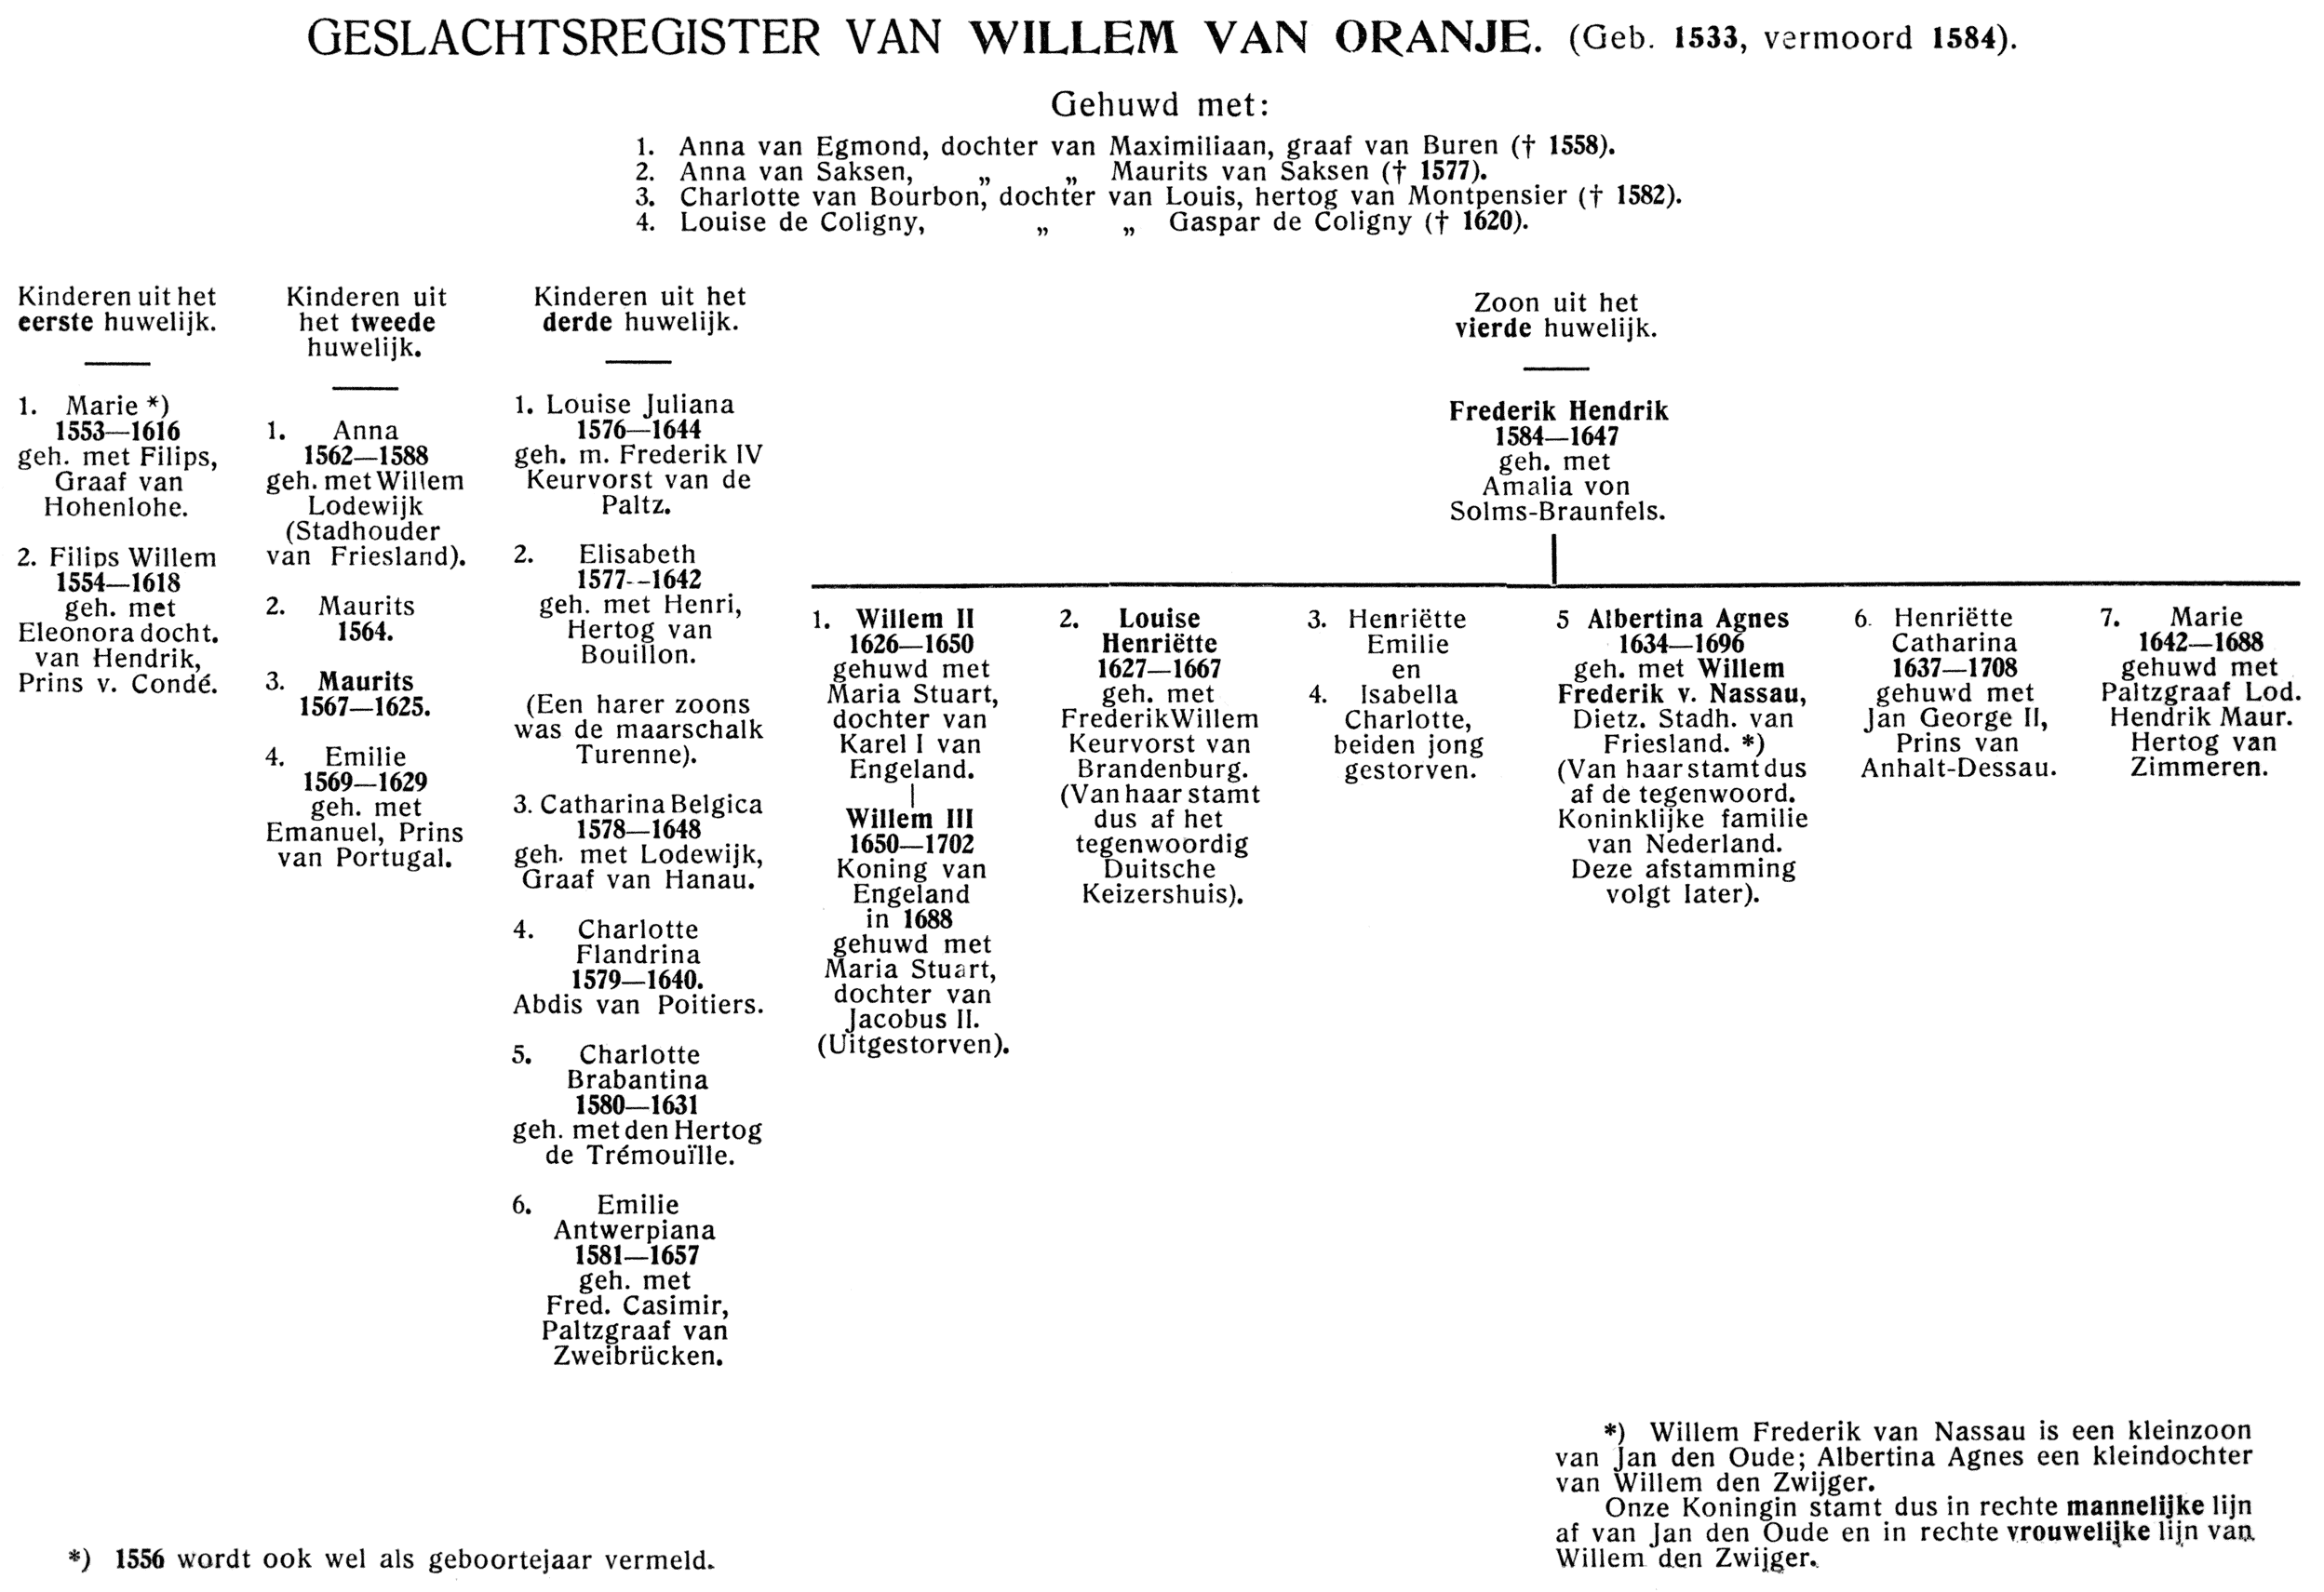 GESLACHTSREGISTER VAN WILLEM VAN ORANJE. (Geb. 1533, vermoord 1584).
Gehuwd met:
1. Anna van Egmond, dochter van Maximiliaan, graaf van Buren († 1558).
2. Anna van Saksen, „ „ Maurits van Saksen († 1577).
3. Charlotte van Bourbon, dochter van Louis, hertog van Montpensier († 1582).
4. Louise de Coligny, „ „ Gaspar de Coligny († 1620).
Kinderen uit het
eerste huwelijk.
1. Marie *)
1553—1616
geh. met Filips,
Graaf van
Hohenlohe.
2. Filips Willem
1554—1618
geh. met
Eleonora docht.
van Hendrik,
Prins v. Condé.
Kinderen uit
het tweede
huwelijk.
1. Anna
1562—1588
geh. met Willem
Lodewijk
(Stadhouder
van Friesland).
2. Maurits
1564.
3. Maurits
1567—1625.
4. Emilie
1569—1629
geh. met
Emanuel, Prins
van Portugal.
Kinderen uit het
derde huwelijk.
1. Louise Juliana
1576—1644
geh. m. Frederik IV
Keurvorst van de
Paltz.
2. Elisabeth
1577--1642
geh. met Henri,
Hertog van
Bouillon.
(Een harer zoons
was de maarschalk
Turenne).
3. Catharina Belgica
1578—1648
geh. met Lodewijk,
Graaf van Hanau.
4. Charlotte
Flandrina
1579—1640.
Abdis van Poitiers.
5. Charlotte
Brabantina
1580—1631
geh. met den Hertog
de Trémouïlle.
6. Emilie
Antwerpiana
1581—1657
geh. met
Fred. Casimir,
Paltzgraaf van
Zweibrücken.
Zoon uit het
vierde huwelijk.
Frederik Hendrik
1584—1647
geh. met
Amalia von
Solms-Braunfels.
1. Willem II
1626—1650
gehuwd met
Maria Stuart,
dochter van
Karel I van
Engeland.
Willem III
1650—1702
Koning van
Engeland
in 1688
gehuwd met
Maria Stuart,
dochter van
Jacobus II.
(Uitgestorven).
2. Louise
Henriëtte
1627—1667
geh. met
Frederik Willem
Keurvorst van
Brandenburg.
(Van haar stamt
dus af het
tegenwoordig
Duitsche
Keizershuis).
3. Henriëtte
Emilie
en
4. Isabella
Charlotte,
beiden jong
gestorven.
5 Albertina Agnes
1634—1696
geh. met Willem
Frederik v. Nassau,
Dietz. Stadh. van
Friesland. *)
(Van haar stamt dus
af de tegenwoord.
Koninklijke familie
van Nederland.
Deze afstamming
volgt later).
6. Henriëtte
Catharina
1637—1708
gehuwd met
Jan George II,
Prins van
Anhalt-Dessau.
7. Marie
1642—1688
gehuwd met
Paltzgraaf Lod.
Hendrik Maur.
Hertog van
Zimmeren.
*) 1556 wordt ook wel als geboortejaar vermeld.
*) Willem Frederik van Nassau is een kleinzoon
van Jan den Oude; Albertina Agnes een kleindochter
van Willem den Zwijger.
Onze Koningin stamt dus in rechte mannelijke lijn
af van Jan den Oude en in rechte vrouwelijke lijn van
Willem den Zwijger.